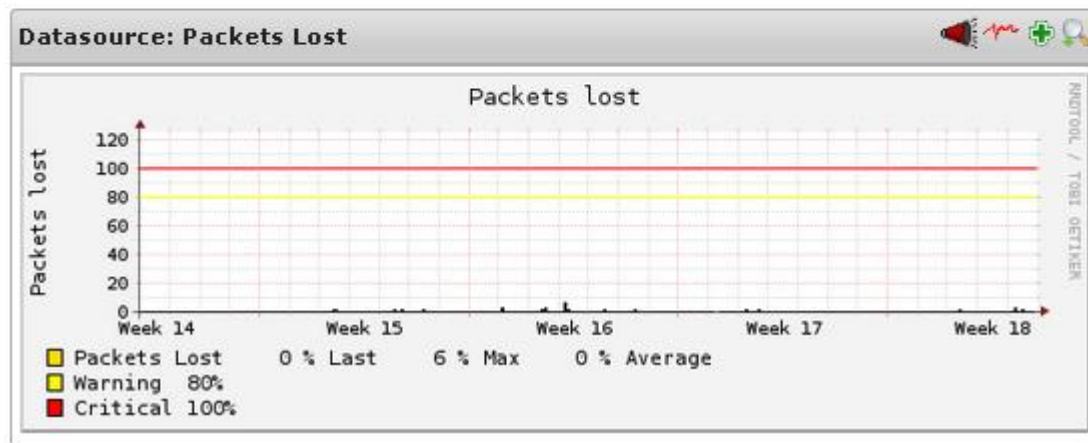 Datasource: Packets Lost
Packets lost
Packets lost
120
100
80
60
40
20
0
Week 14 Week 15 Week 16 Week 17 Week 18
Packets Lost 0 % Last 6 % Max 0 % Average
Warning 80%
Critical 100%
RRDTOOL / TOBI OETIKER